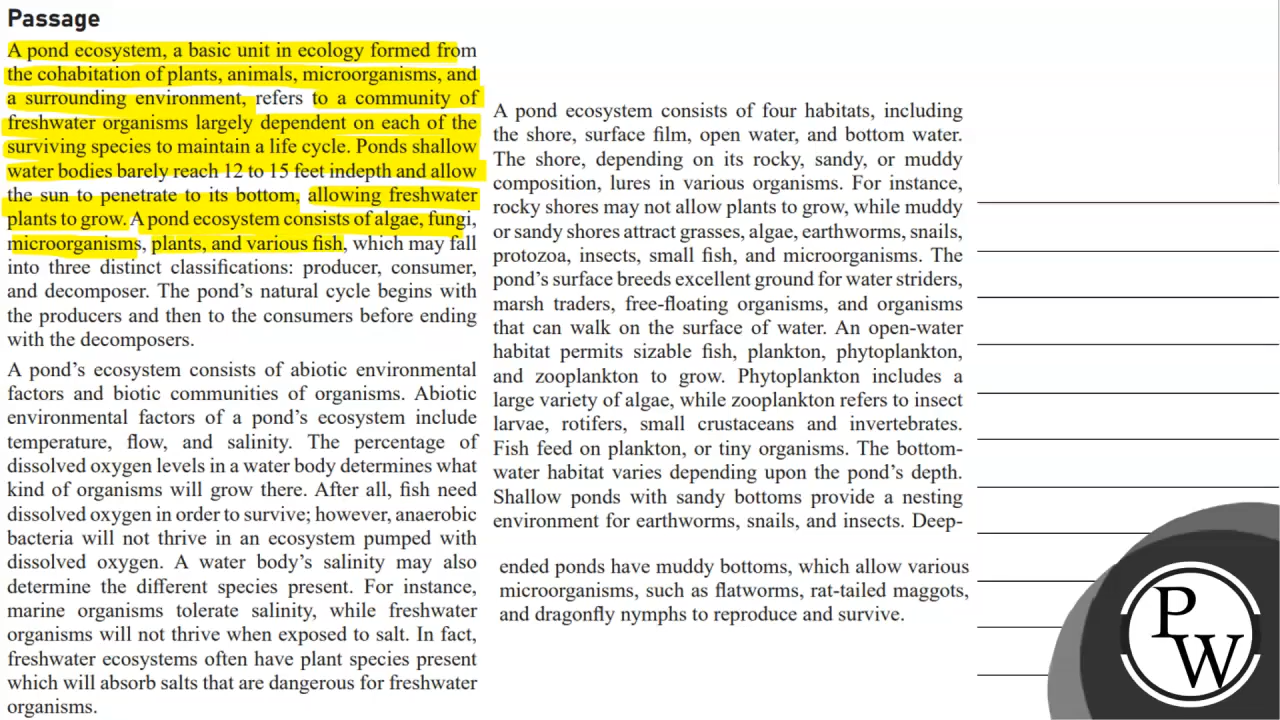 Passage
A pond ecosystem, a basic unit in ecology formed from
the cohabitation of plants, animals, microorganisms, and
a surrounding environment, refers to a community of
freshwater organisms largely dependent on each of the
surviving species to maintain a life cycle. Ponds shallow
water bodies barely reach 12 to 15 feet indepth and allow
the sun to penetrate to its bottom, allowing freshwater
plants to grow. A pond ecosystem consists of algae, fungi,
microorganisms, plants, and various fish, which may fall
into three distinct classifications: producer, consumer,
and decomposer. The pond’s natural cycle begins with
the producers and then to the consumers before ending
with the decomposers.
A pond’s ecosystem consists of abiotic environmental
factors and biotic communities of organisms. Abiotic
environmental factors of a pond’s ecosystem include
temperature, flow, and salinity. The percentage of
dissolved oxygen levels in a water body determines what
kind of organisms will grow there. After all, fish need
dissolved oxygen in order to survive; however, anaerobic
bacteria will not thrive in an ecosystem pumped with
dissolved oxygen. A water body’s salinity may also
determine the different species present. For instance,
marine organisms tolerate salinity, while freshwater
organisms will not thrive when exposed to salt. In fact,
freshwater ecosystems often have plant species present
which will absorb salts that are dangerous for freshwater
organisms.
A pond ecosystem consists of four habitats, including
the shore, surface film, open water, and bottom water.
The shore, depending on its rocky, sandy, or muddy
composition, lures in various organisms. For instance,
rocky shores may not allow plants to grow, while muddy
or sandy shores attract grasses, algae, earthworms, snails,
protozoa, insects, small fish, and microorganisms. The
pond’s surface breeds excellent ground for water striders,
marsh traders, free-floating organisms, and organisms
that can walk on the surface of water. An open-water
habitat permits sizable fish, plankton, phytoplankton,
and zooplankton to grow. Phytoplankton includes a
large variety of algae, while zooplankton refers to insect
larvae, rotifers, small crustaceans and invertebrates.
Fish feed on plankton, or tiny organisms. The bottom-
water habitat varies depending upon the pond’s depth.
Shallow ponds with sandy bottoms provide a nesting
environment for earthworms, snails, and insects. Deep-
ended ponds have muddy bottoms, which allow various
microorganisms, such as flatworms, rat-tailed maggots,
and dragonfly nymphs to reproduce and survive.
P
W